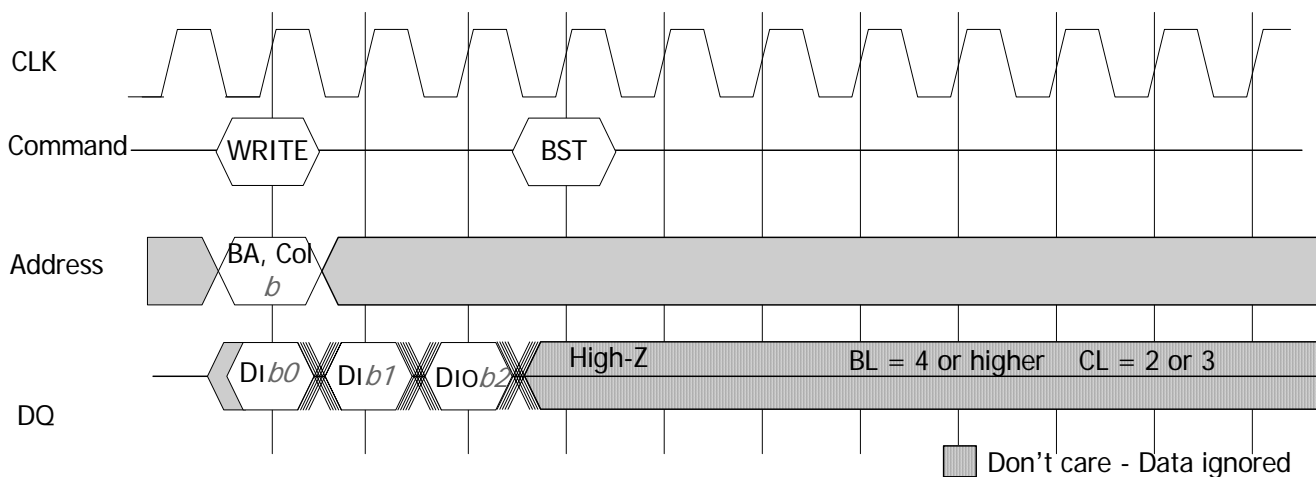 CLK
Command
WRITE
BST
Address
BA, Col
b
DQ
DIb0
DIb1
DIOb2
High-Z
BL = 4 or higher
CL = 2 or 3
Don't care - Data ignored